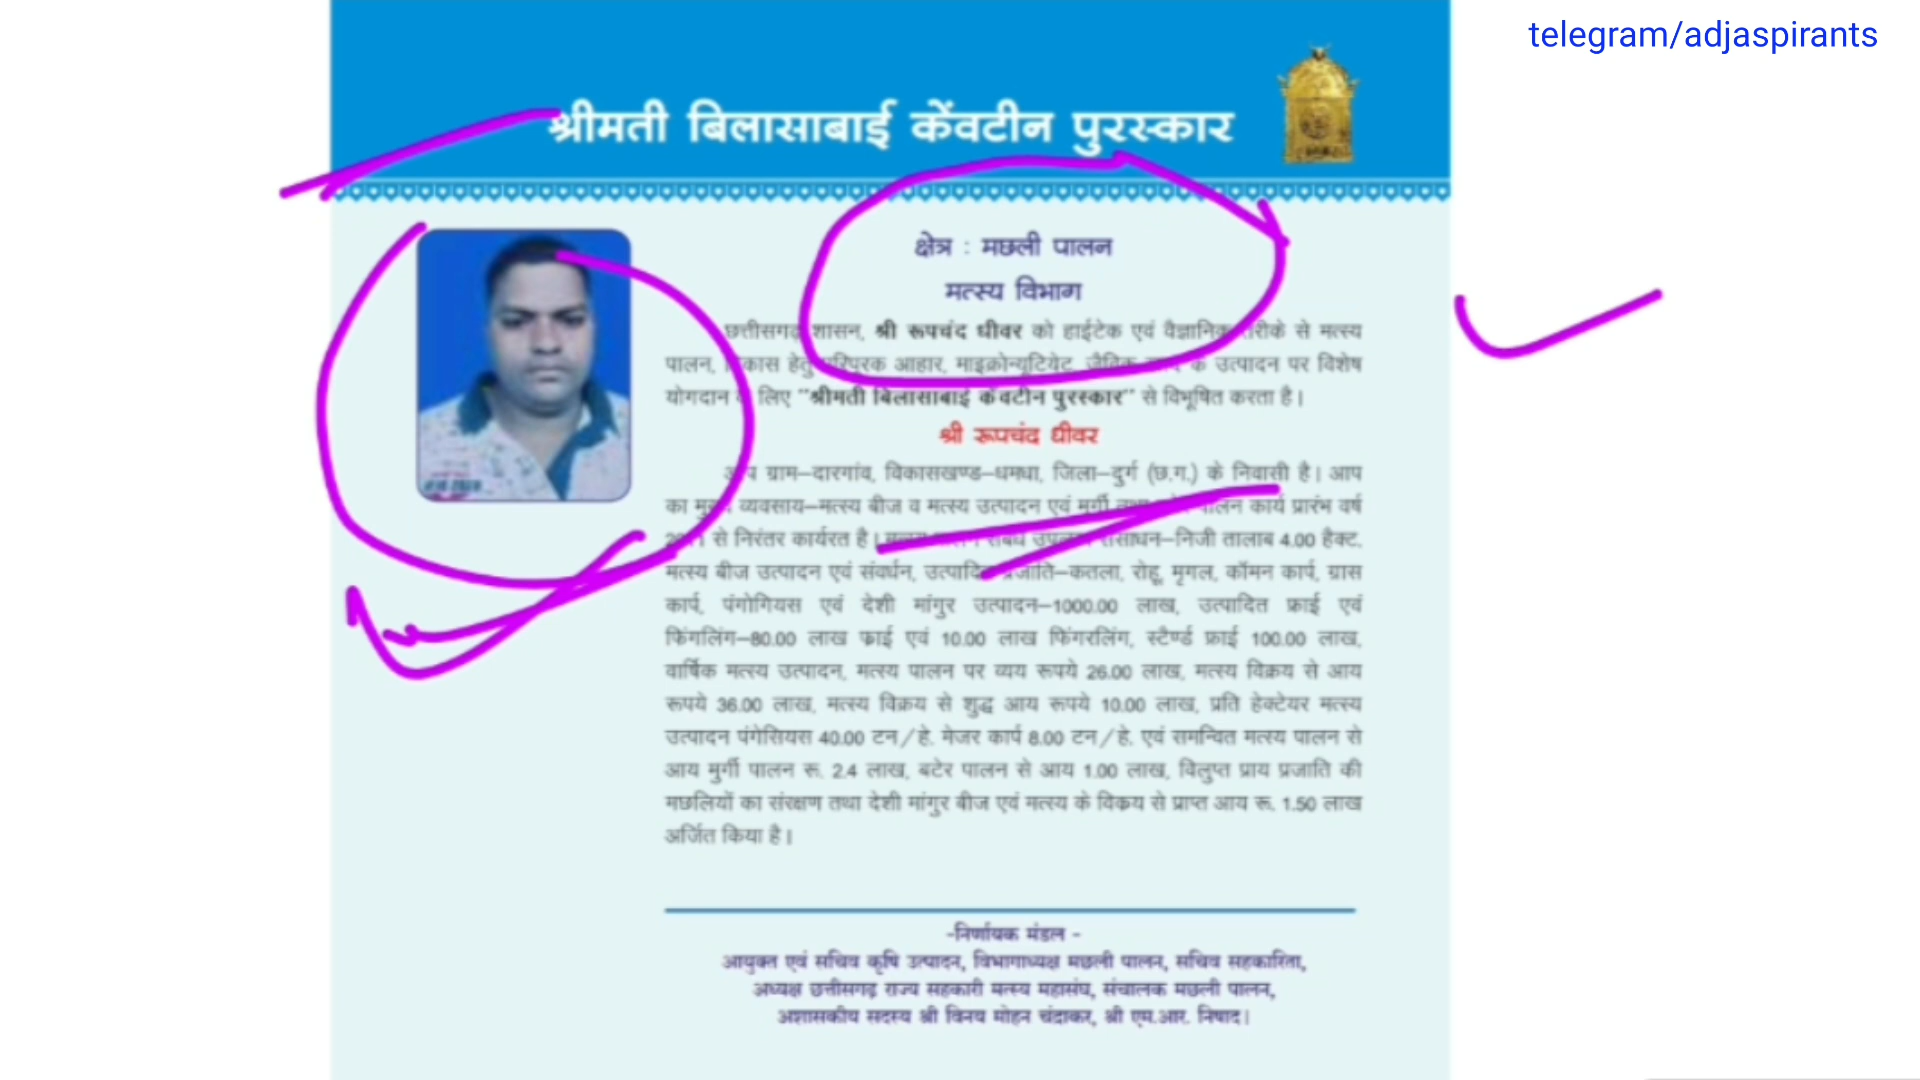 telegram/adjaspirants
श्रीमती बिलासाबाई केंवटीन पुरस्कार
क्षेत्र : मछली पालन
मत्स्य विभाग
छत्तीसगढ़ शासन, श्री रूपचंद धीवर को हाईटेक एवं वैज्ञानिक तरीके से मत्स्य
पालन, विकास हेतु परिपूरक आहार, माइक्रोन्यूटियेंट, जैविक के उत्पादन पर विशेष
योगदान के लिए "श्रीमती बिलासाबाई केंवटीन पुरस्कार" से विभूषित करता है।
श्री रूपचंद धीवर
आप ग्राम–दारगांव, विकासखण्ड–धमधा, जिला–दुर्ग (छ.ग.) के निवासी है। आप
का मुख्य व्यवसाय–मत्स्य बीज व मत्स्य उत्पादन एवं मुर्गी पालन कार्य प्रारंभ वर्ष
से निरंतर कार्यरत है। संसाधन–निजी तालाब 4.00 हैक्ट.
मत्स्य बीज उत्पादन एवं संवर्धन, उत्पादित प्रजाति–कतला, रोहू, मृगल, कॉमन कार्प, ग्रास
कार्प, पंगोगियस एवं देशी मांगुर उत्पादन–1000.00 लाख, उत्पादित फ्राई एवं
फिंगलिंग–80.00 लाख फाई एवं 10.00 लाख फिंगरलिंग, स्टैण्ड फ्राई 100.00 लाख,
वार्षिक मत्स्य उत्पादन, मत्स्य पालन पर व्यय रूपये 26.00 लाख, मत्स्य विक्रय से आय
रूपये 36.00 लाख, मत्स्य विक्रय से शुद्ध आय रूपये 10.00 लाख, प्रति हेक्टेयर मत्स्य
उत्पादन पंगेसियस 40.00 टन/हे. मेजर कार्प 8.00 टन/हे. एवं समन्वित मत्स्य पालन से
आय मुर्गी पालन रू. 2.4 लाख, बटेर पालन से आय 1.00 लाख, विलुप्त प्राय प्रजाति की
मछलियों का संरक्षण तथा देशी मांगुर बीज एवं मत्स्य के विकय से प्राप्त आय रू. 1.50 लाख
अर्जित किया है।
-निर्णायक मंडल -
आयुक्त एवं सचिव कृषि उत्पादन, विभागाध्यक्ष मछली पालन, सचिव सहकारिता,
अध्यक्ष छत्तीसगढ़ राज्य सहकारी मत्स्य महासंघ, संचालक मछली पालन,
अशासकीय सदस्य श्री विनय मोहन चंद्राकर, श्री एम.आर. निषाद।